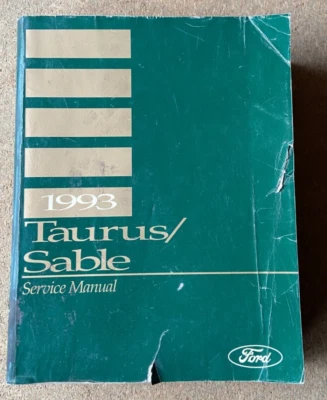 1993
Taurus/
Sable
Service Manual
Ford